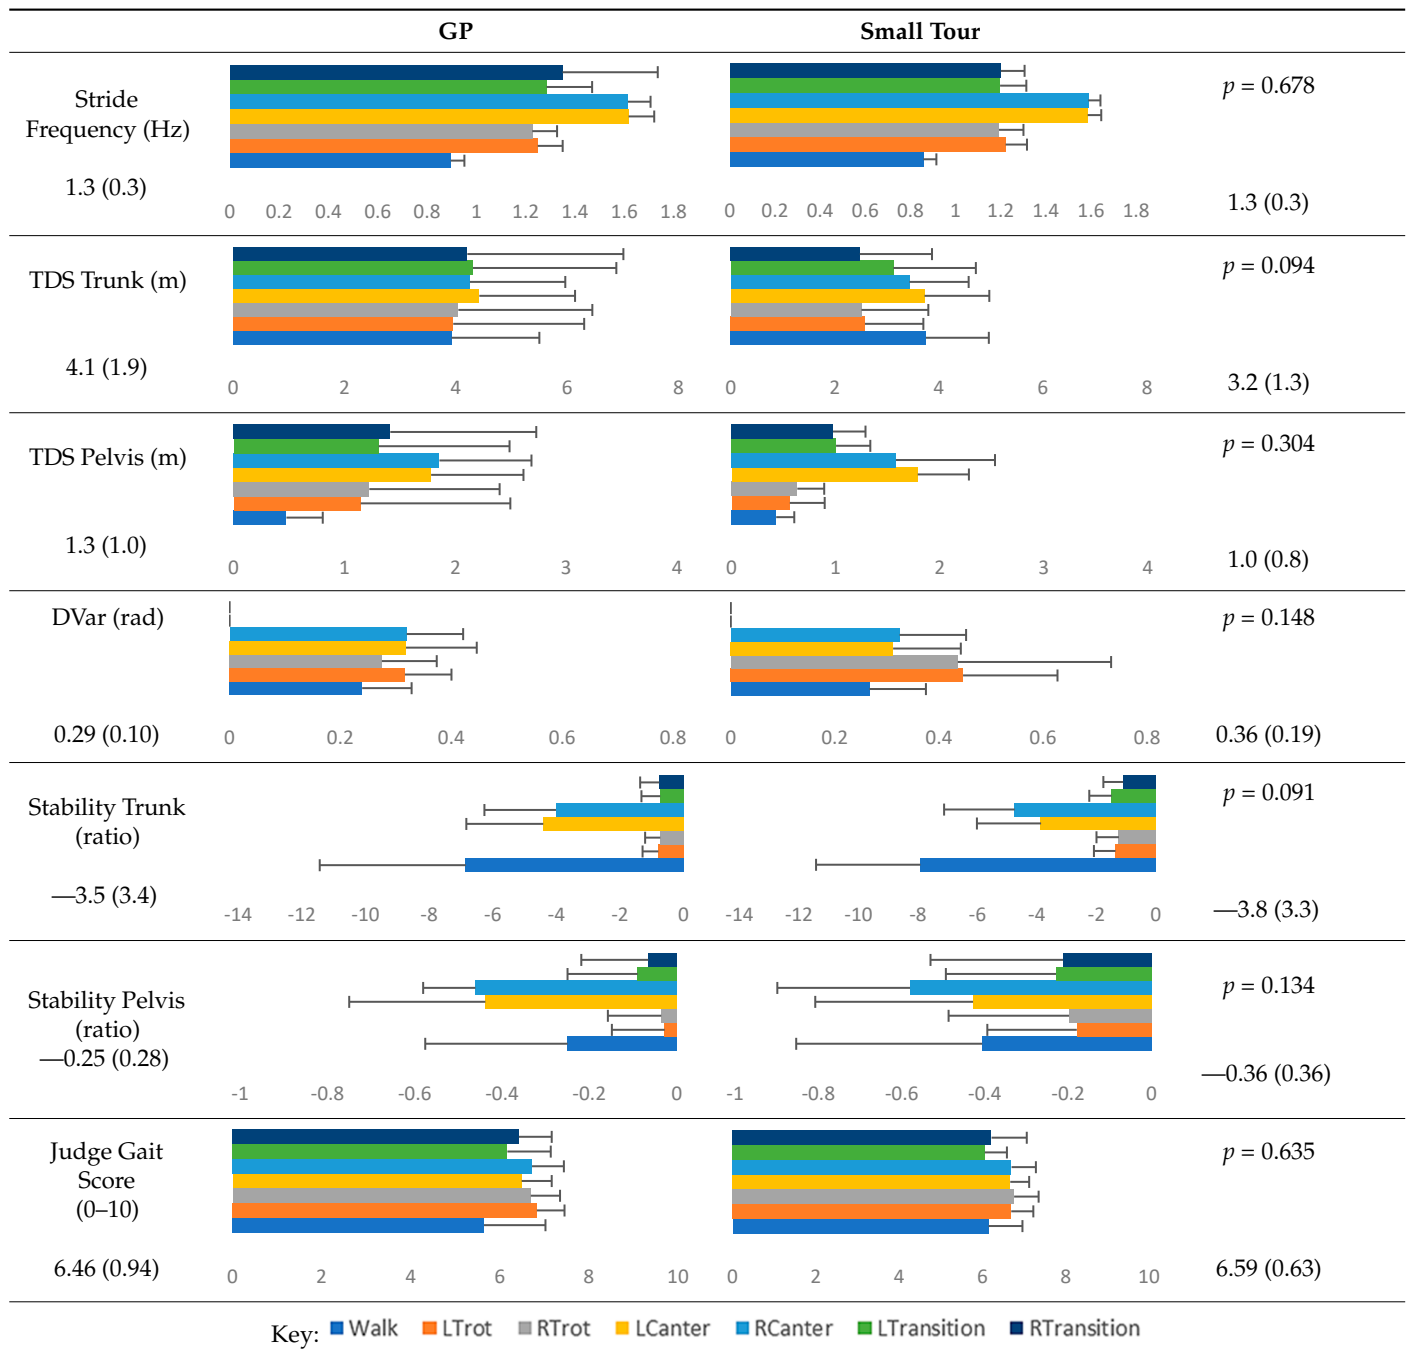 GP Small Tour
Stride
Frequency (Hz)
1.3 (0.3)
0 0.2 0.4 0.6 0.8 1 1.2 1.4 1.6 1.8
0 0.2 0.4 0.6 0.8 1 1.2 1.4 1.6 1.8
p = 0.678
1.3 (0.3)
TDS Trunk (m)
4.1 (1.9)
0 2 4 6 8
0 2 4 6 8
p = 0.094
3.2 (1.3)
TDS Pelvis (m)
1.3 (1.0)
0 1 2 3 4
0 1 2 3 4
p = 0.304
1.0 (0.8)
DVar (rad)
0.29 (0.10)
0 0.2 0.4 0.6 0.8
0 0.2 0.4 0.6 0.8
p = 0.148
0.36 (0.19)
Stability Trunk
(ratio)
—3.5 (3.4)
-14 -12 -10 -8 -6 -4 -2 0
-14 -12 -10 -8 -6 -4 -2 0
p = 0.091
—3.8 (3.3)
Stability Pelvis
(ratio)
—0.25 (0.28)
-1 -0.8 -0.6 -0.4 -0.2 0
-1 -0.8 -0.6 -0.4 -0.2 0
p = 0.134
—0.36 (0.36)
Judge Gait
Score
(0–10)
6.46 (0.94)
0 2 4 6 8 10
0 2 4 6 8 10
p = 0.635
6.59 (0.63)
Key: Walk LTrot RTrot LCanter RCanter LTransition RTransition